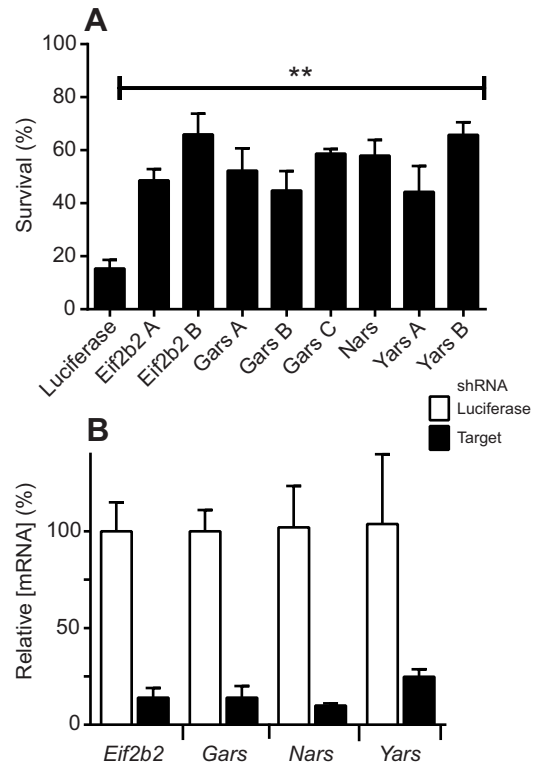 A
Survival (%)
100
80
60
40
20
0
**
Luciferase
Eif2b2 A
Eif2b2 B
Gars A
Gars B
Gars C
Nars
Yars A
Yars B
shRNA
Luciferase
Target
B
Relative [mRNA] (%)
100
50
0
Eif2b2
Gars
Nars
Yars